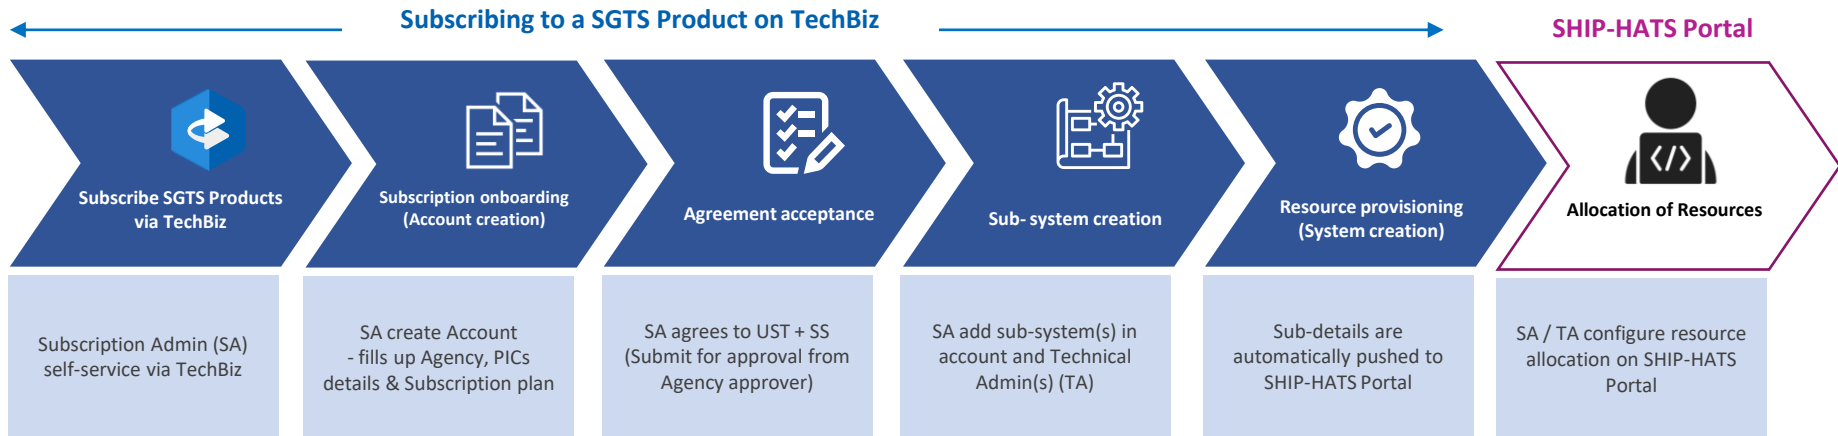 Subscribing to a SGTS Product on TechBiz
SHIP-HATS Portal
Subscribe SGTS Products
via TechBiz
Subscription onboarding
(Account creation)
Agreement acceptance
Sub- system creation
Resource provisioning
(System creation)
</>
Allocation of Resources
Subscription Admin (SA)
self-service via TechBiz
SA create Account
- fills up Agency, PICs
details & Subscription plan
SA agrees to UST + SS
(Submit for approval from
Agency approver)
SA add sub-system(s) in
account and Technical
Admin(s) (TA)
Sub-details are
automatically pushed to
SHIP-HATS Portal
SA / TA configure resource
allocation on SHIP-HATS
Portal